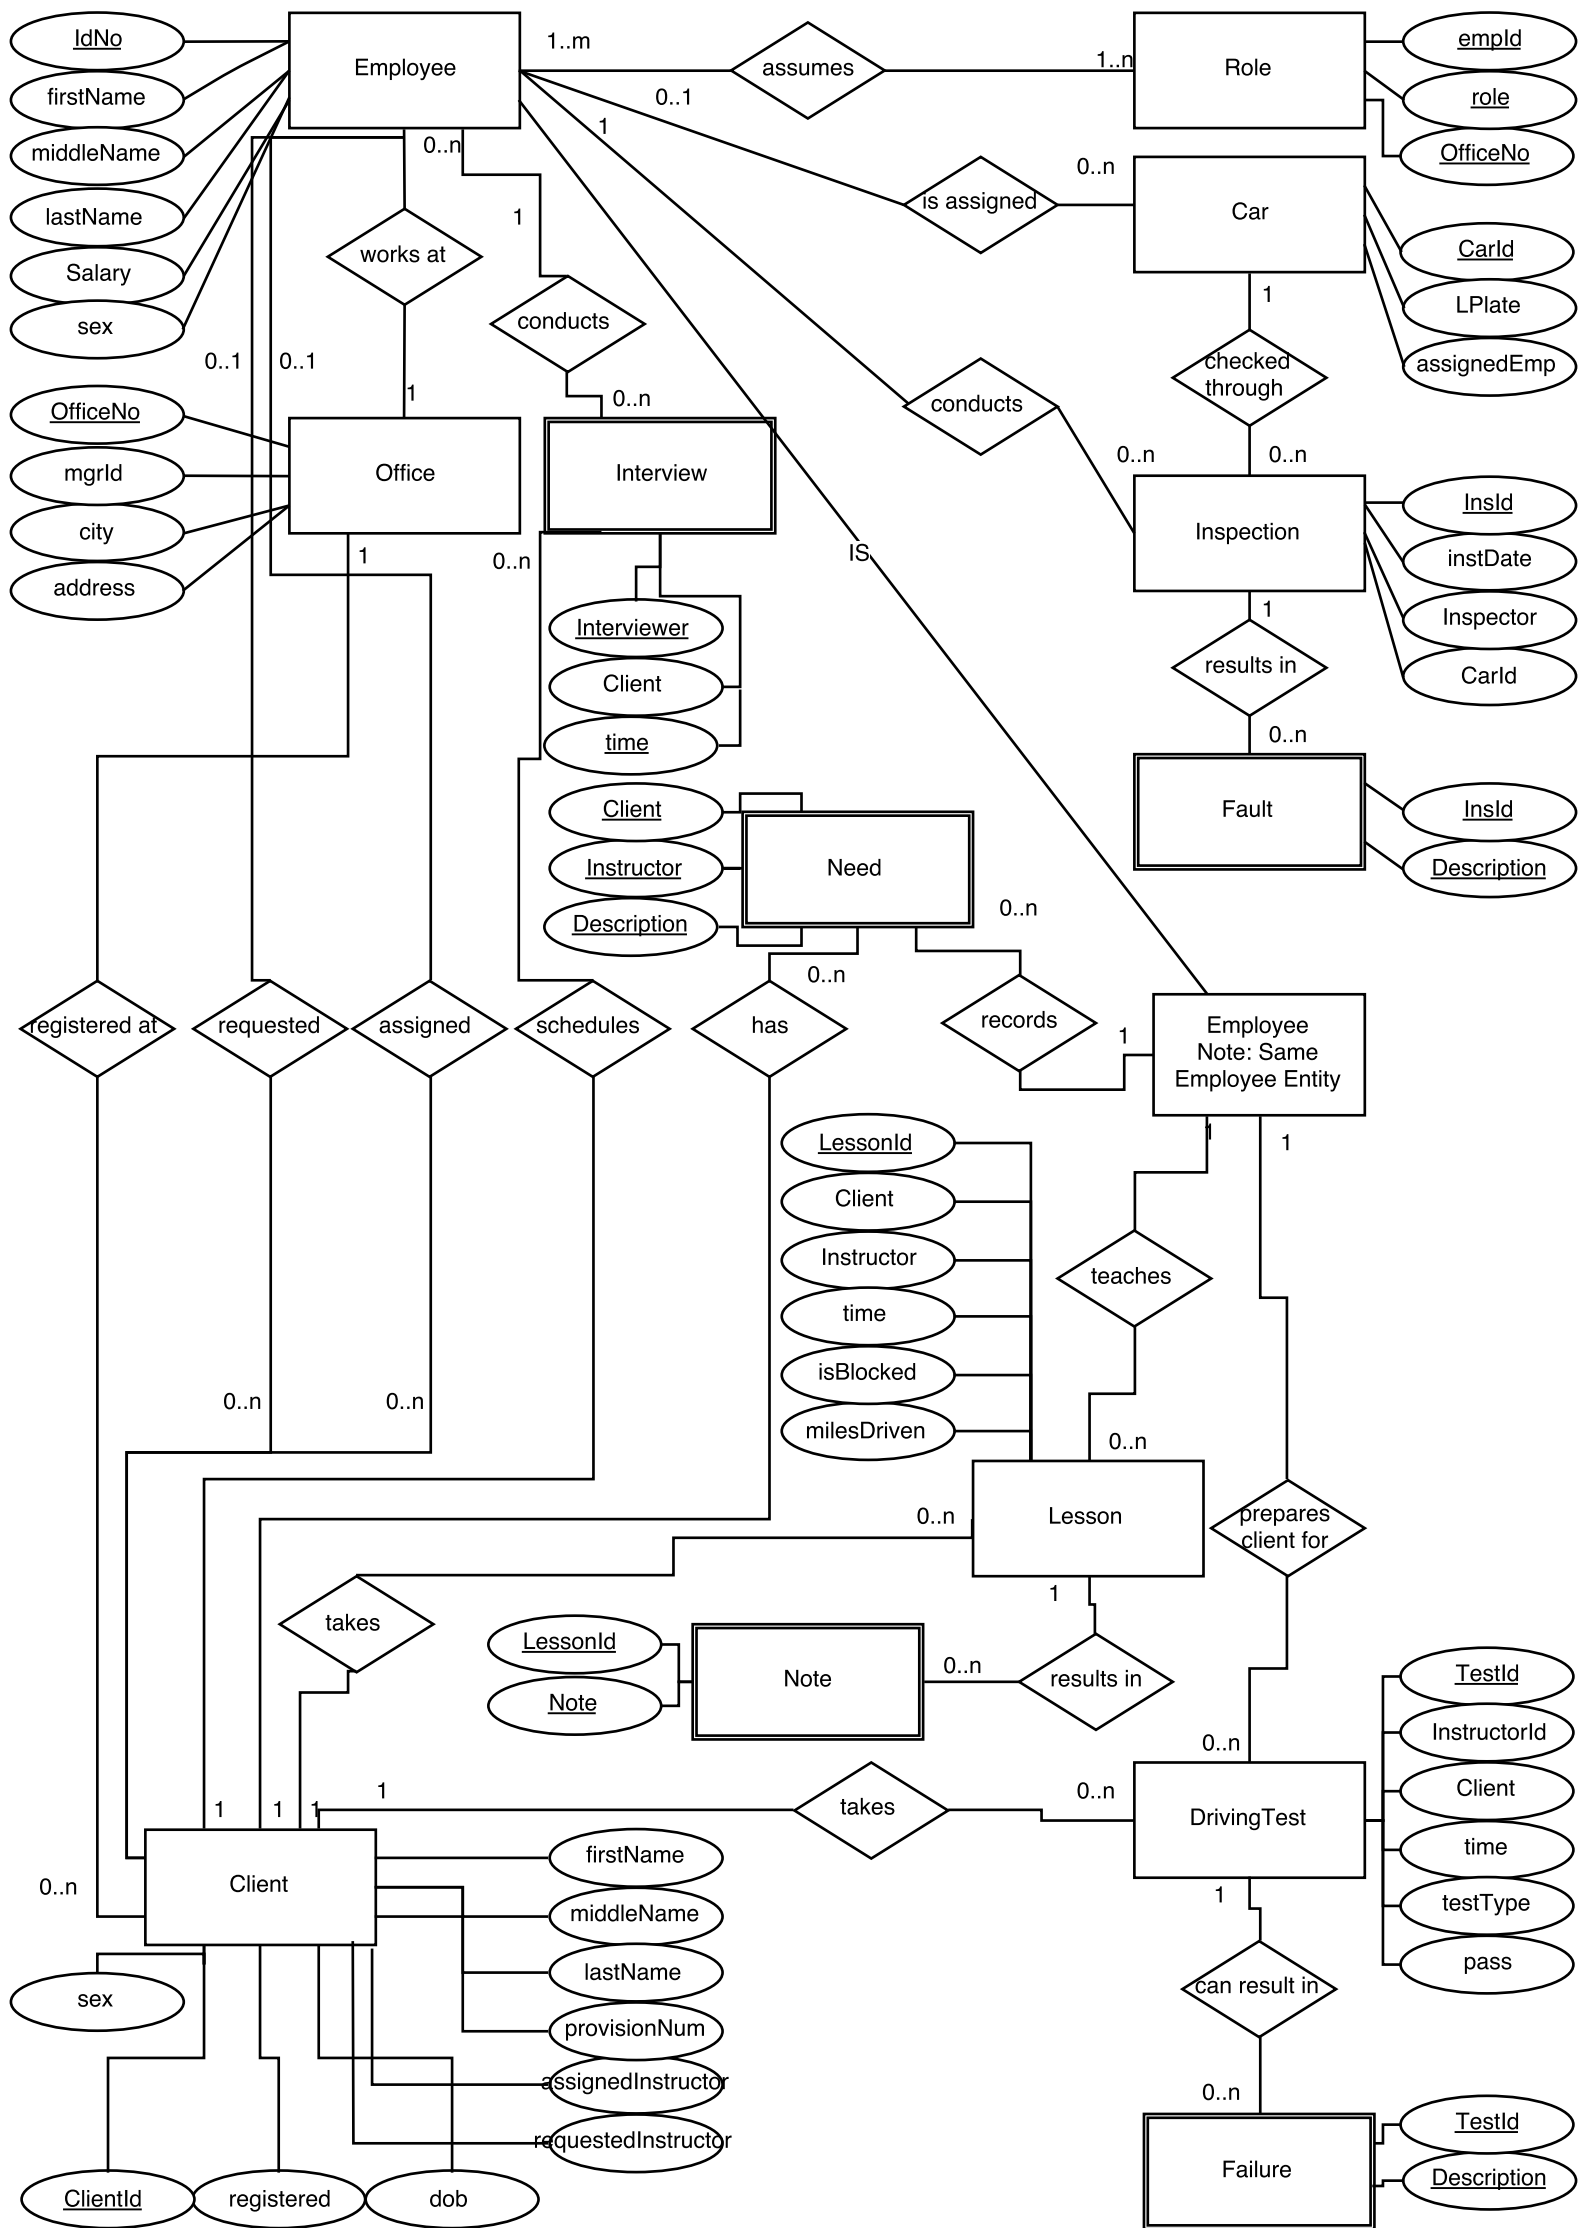 IdNo
firstName
middleName
lastName
Salary
sex
Employee
1..m
assumes
1..n
Role
empId
role
OfficeNo
0..1
1
is assigned
0..n
Car
CarId
LPlate
assignedEmp
0..n
1
works at
conducts
0..1
0..1
1
0..n
conducts
0..n
1
checked
through
0..n
OfficeNo
mgrId
city
address
Office
Interview
Inspection
InsId
instDate
Inspector
CarId
1
0..n
IS
1
results in
0..n
Interviewer
Client
time
Fault
InsId
Description
Client
Instructor
Description
Need
0..n
0..n
registered at
requested
assigned
schedules
has
records
1
Employee
Note: Same
Employee Entity
1
1
LessonId
Client
Instructor
time
isBlocked
milesDriven
teaches
0..n
0..n
0..n
0..n
Lesson
prepares
client for
takes
1
LessonId
Note
Note
0..n
results in
0..n
TestId
InstructorId
Client
time
testType
pass
1
1
1
1
takes
0..n
DrivingTest
0..n
Client
firstName
middleName
lastName
provisionNum
assignedInstructor
requestedInstructor
sex
ClientId
registered
dob
1
can result in
0..n
Failure
TestId
Description